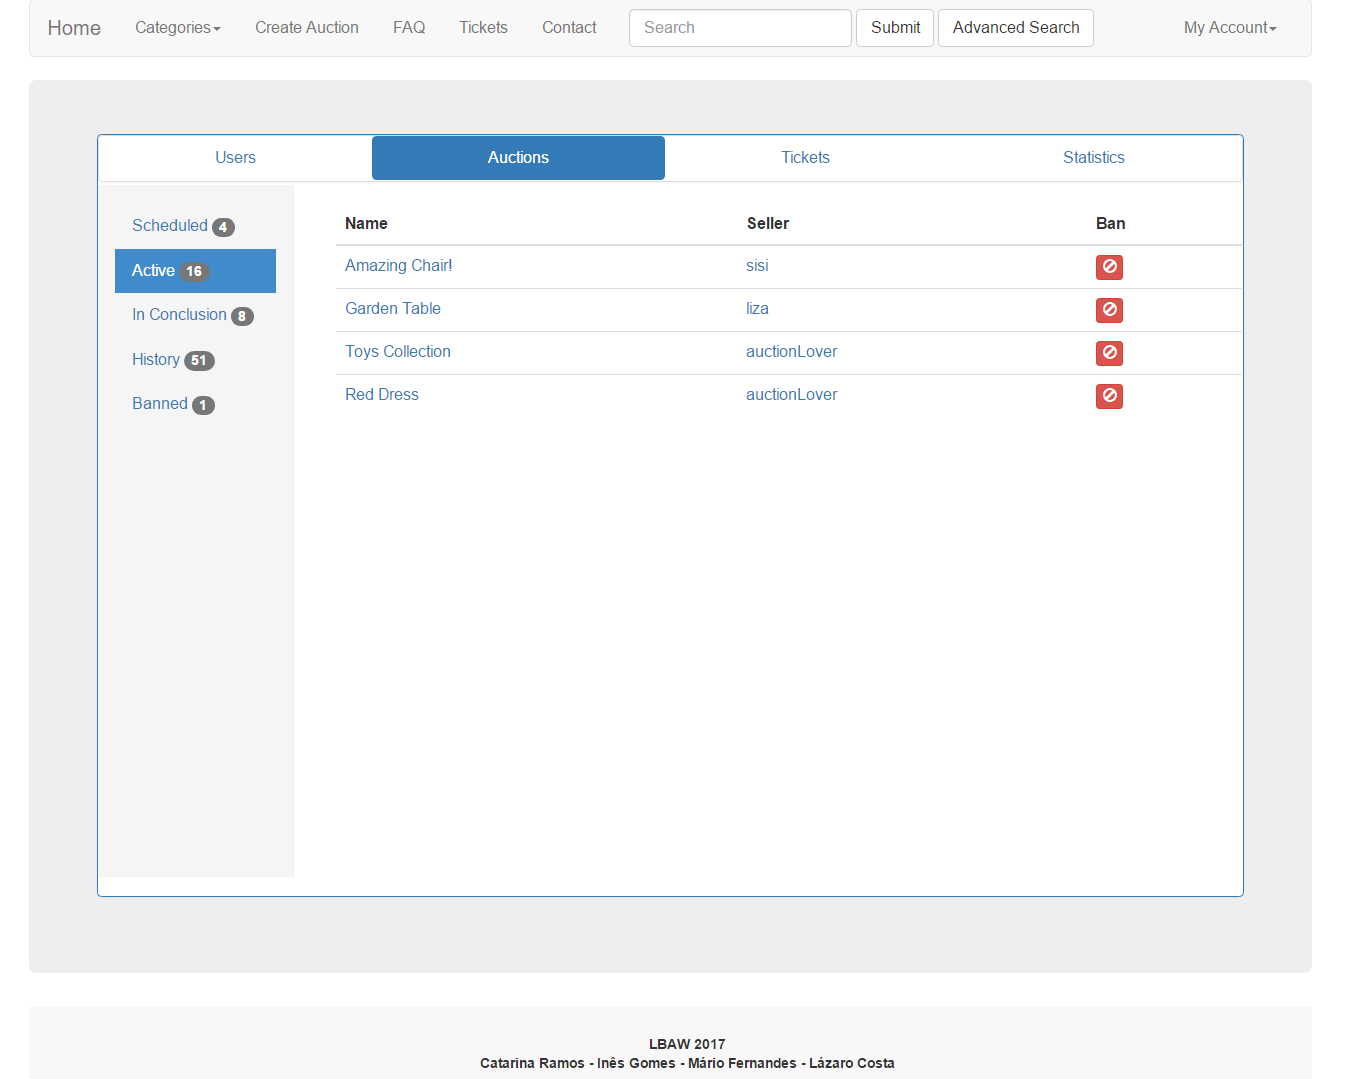 Home Categories Create Auction FAQ Tickets Contact Search Submit Advanced Search My Account
Users Auctions Tickets Statistics
Scheduled 4
Active 16
In Conclusion 8
History 51
Banned 1
Name Seller Ban
Amazing Chair! sisi
Garden Table liza
Toys Collection auctionLover
Red Dress auctionLover
LBAW 2017
Catarina Ramos - Inês Gomes - Mário Fernandes - Lázaro Costa